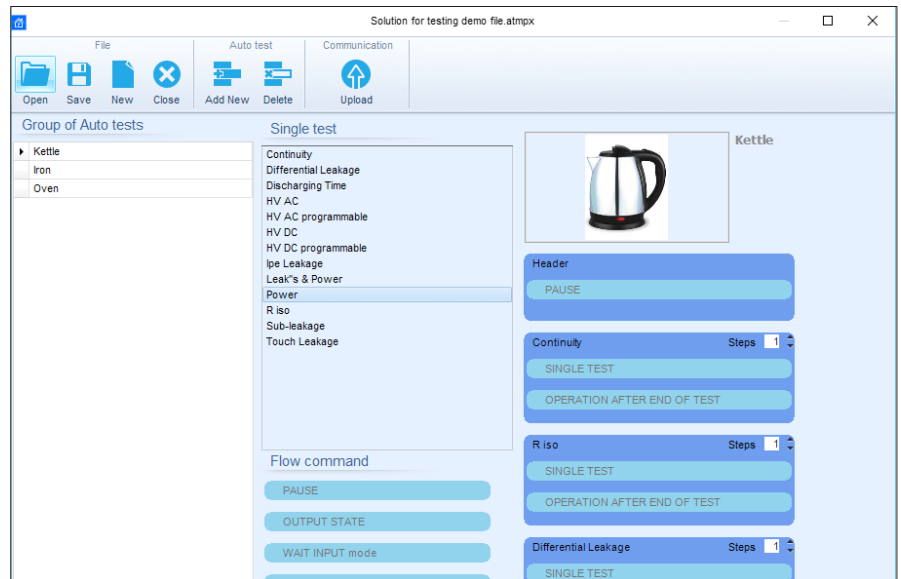 Solution for testing demo file.atmpx
File
Auto test
Communication
Open
Save
New
Close
Add New
Delete
Upload
Group of Auto tests
Kettle
Iron
Oven
Single test
Continuity
Differential Leakage
Discharging Time
HV AC
HV AC programmable
HV DC
HV DC programmable
Ipe Leakage
Leak"s & Power
Power
R iso
Sub-leakage
Touch Leakage
Flow command
PAUSE
OUTPUT STATE
WAIT INPUT mode
Kettle
Header
PAUSE
Continuity Steps 1
SINGLE TEST
OPERATION AFTER END OF TEST
R iso Steps 1
SINGLE TEST
OPERATION AFTER END OF TEST
Differential Leakage Steps 1
SINGLE TEST